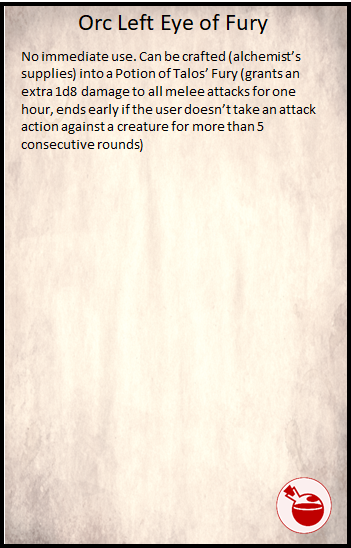 Orc Left Eye of Fury
No immediate use. Can be crafted (alchemist's
supplies) into a Potion of Talos' Fury (grants an
extra 1d8 damage to all melee attacks for one
hour, ends early if the user doesn't take an attack
action against a creature for more than 5
consecutive rounds)